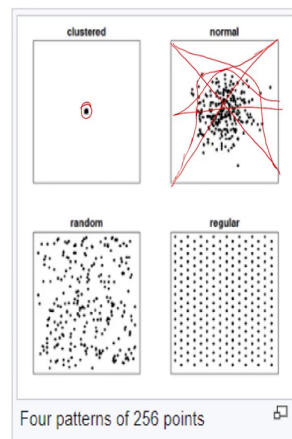 clustered
normal
random
regular
Four patterns of 256 points